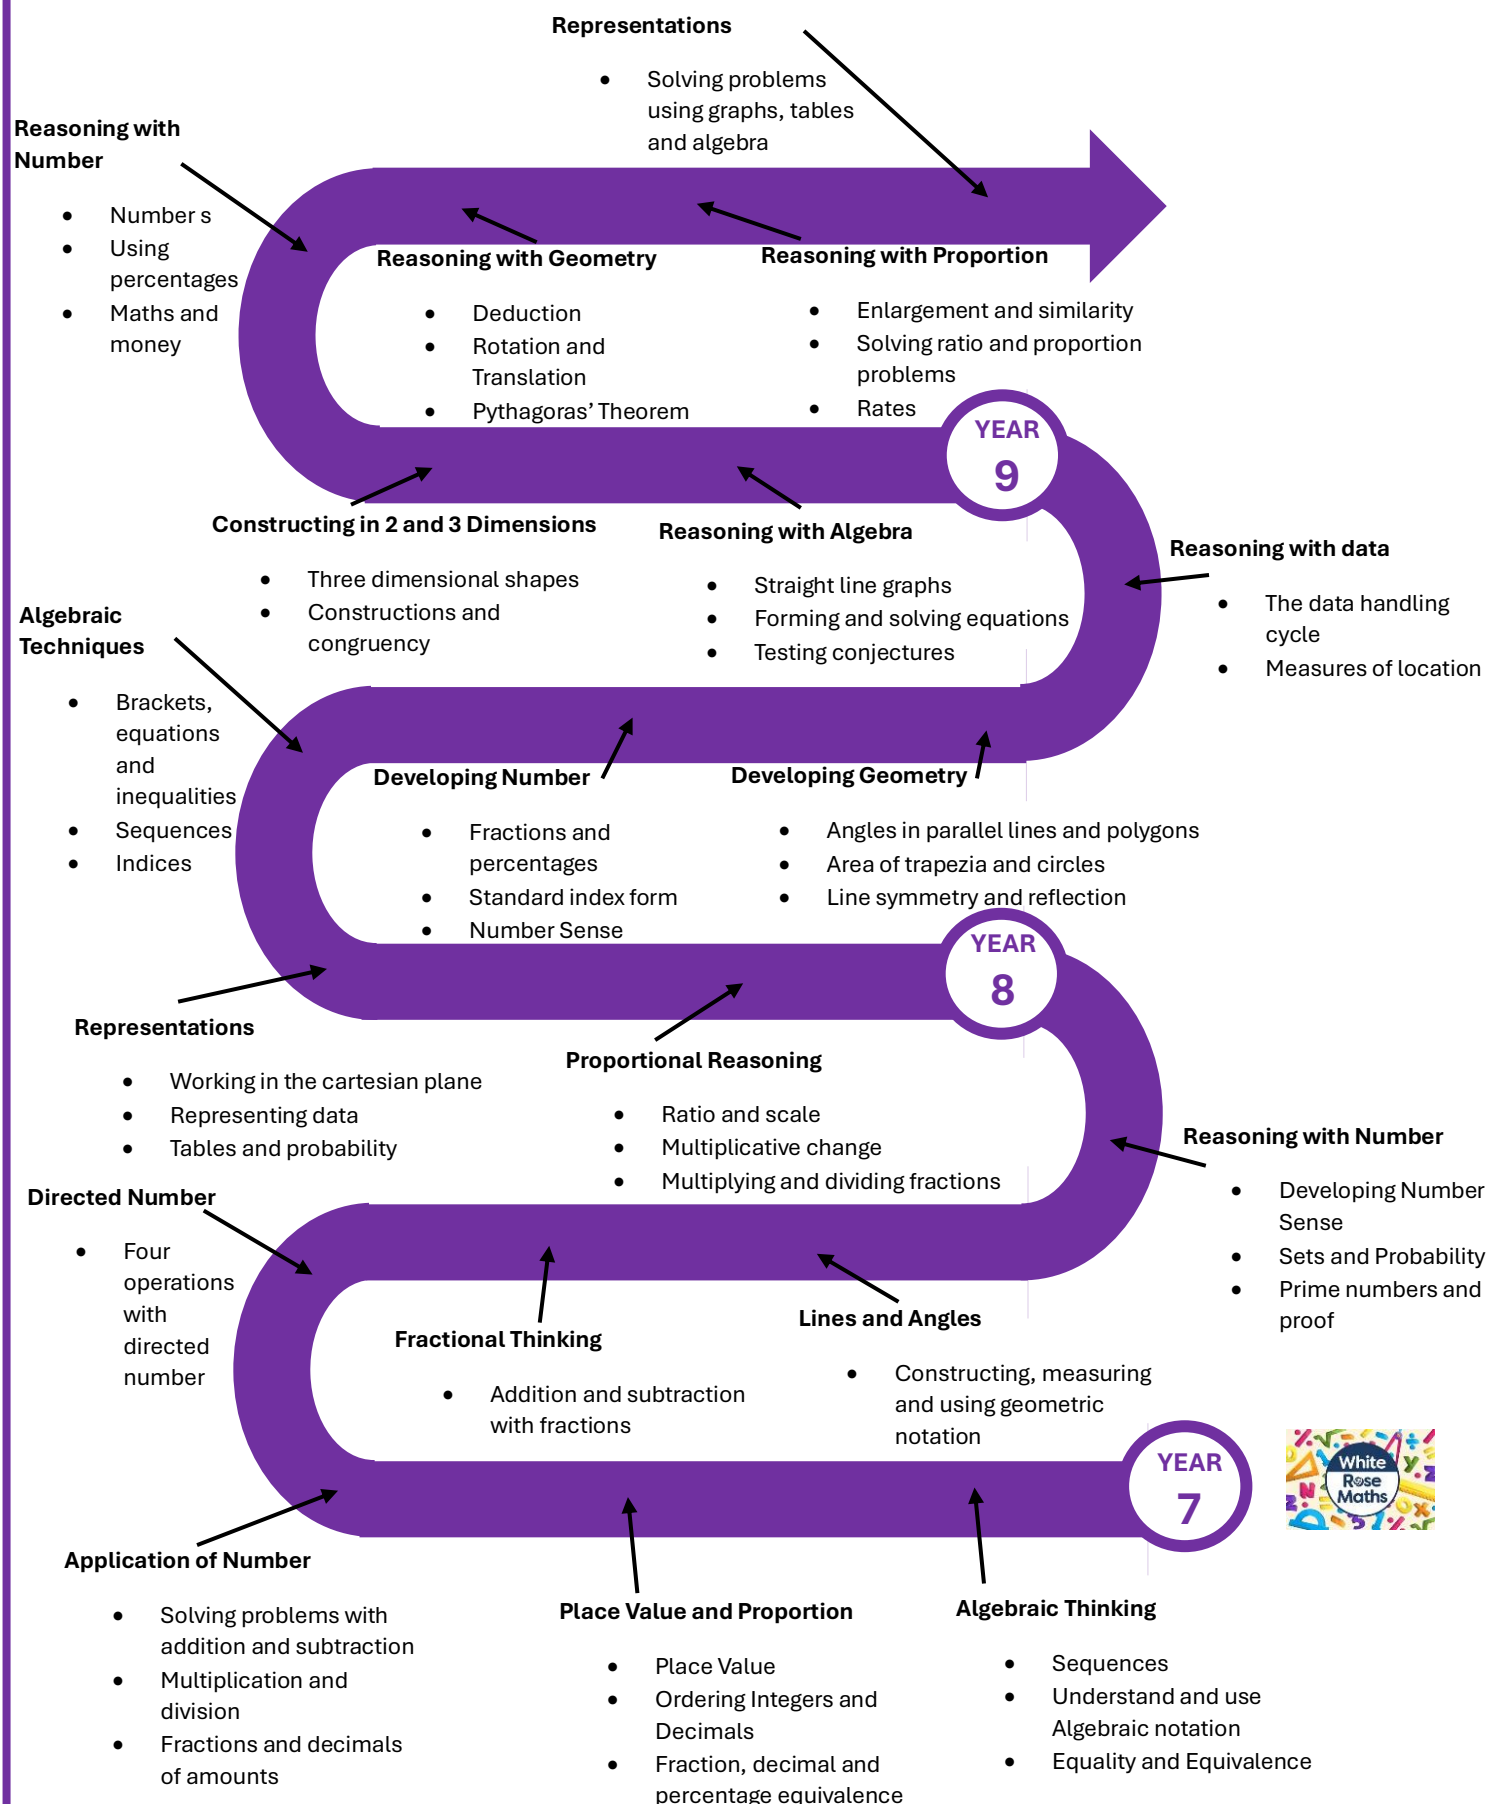 Representations
• Solving problems
using graphs, tables
and algebra
Reasoning with
Number
• Number s
• Using
percentages
• Maths and
money
Reasoning with Geometry
• Deduction
• Rotation and
Translation
• Pythagoras’ Theorem
Reasoning with Proportion
• Enlargement and similarity
• Solving ratio and proportion
problems
• Rates
YEAR
9
Constructing in 2 and 3 Dimensions
• Three dimensional shapes
• Constructions and
congruency
Reasoning with Algebra
• Straight line graphs
• Forming and solving equations
• Testing conjectures
Reasoning with data
• The data handling
cycle
• Measures of location
Algebraic
Techniques
• Brackets,
equations
and
inequalities
• Sequences
• Indices
Developing Number
• Fractions and
percentages
• Standard index form
• Number Sense
Developing Geometry
• Angles in parallel lines and polygons
• Area of trapezia and circles
• Line symmetry and reflection
YEAR
8
Representations
• Working in the cartesian plane
• Representing data
• Tables and probability
Proportional Reasoning
• Ratio and scale
• Multiplicative change
• Multiplying and dividing fractions
Reasoning with Number
• Developing Number
Sense
• Sets and Probability
• Prime numbers and
proof
Directed Number
• Four
operations
with
directed
number
Fractional Thinking
• Addition and subtraction
with fractions
Lines and Angles
• Constructing, measuring
and using geometric
notation
YEAR
7
White
Rose
Maths
Application of Number
• Solving problems with
addition and subtraction
• Multiplication and
division
• Fractions and decimals
of amounts
Place Value and Proportion
• Place Value
• Ordering Integers and
Decimals
• Fraction, decimal and
percentage equivalence
Algebraic Thinking
• Sequences
• Understand and use
Algebraic notation
• Equality and Equivalence